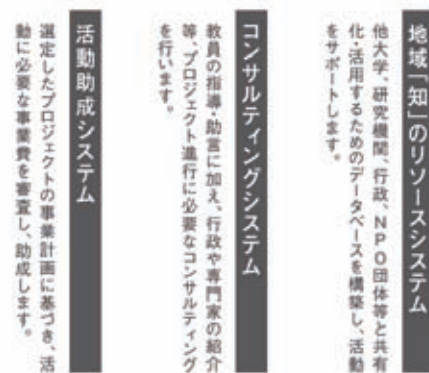 地域「知」のリソースシステム
他大学、研究機関、行政、NPO団体等と共有
化・活用するためのデータベースを構築し、活動
をサポートします。
コンサルティングシステム
教員の指導・助言に加え、行政や専門家の紹介
等、プロジェクト進行に必要なコンサルティング
を行います。
活動助成システム
選定したプロジェクトの事業計画に基づき、活
動に必要な事業費を審査し、助成します。